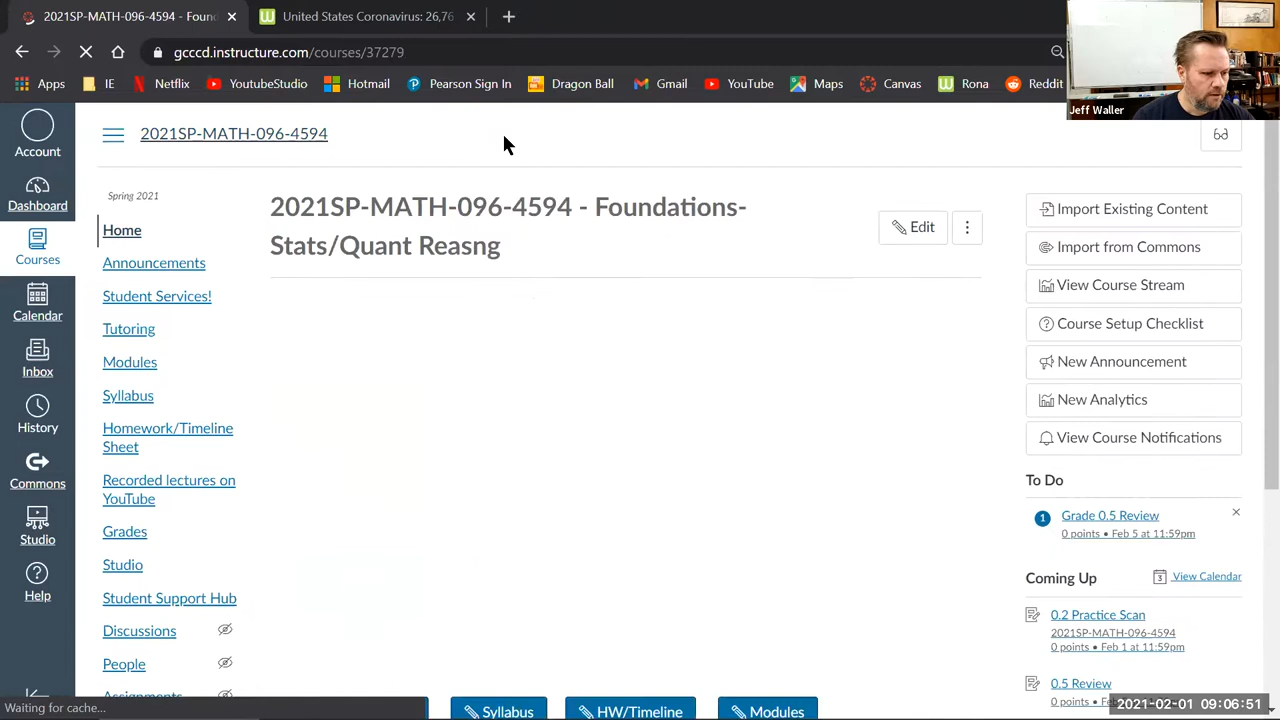 2021SP-MATH-096-4594 - Found
United States Coronavirus: 26,76
gcccd.instructure.com/courses/37279
Apps
IE
Netflix
YouTubeStudio
Hotmail
Pearson Sign In
Canyon Ball
Gmail
YouTube
Canvas
Reddit
Jeff Waller
Account
Dashboard
Courses
Calendar
Inbox
History
Commons
Studio
Help
2021SP-MATH-096-4594
Spring 2021
Home
Announcements
Student Services!
Tutoring
Modules
Syllabus
Homework/Timeline
Sheet
Recorded lectures on
YouTube
Grades
Studio
Student Support Hub
Discussions
People
Assignments
2021SP-MATH-096-4594 - Foundations-
Stats/Quant Reasng
Edit
Import Existing Content
Import from Commons
View Course Stream
Course Setup Checklist
New Announcement
New Analytics
View Course Notifications
To Do
1
Grade 0.5 Review
0 points • Feb 5 at 11:59pm
Coming Up
View Calendar
0.2 Practice Scan
2021SP-MATH-096-4594
0 points • Feb 1 at 11:59pm
0.5 Review
Waiting for cache...
Syllabus
HW/Timeline
Modules
2021-02-01 09:06:51